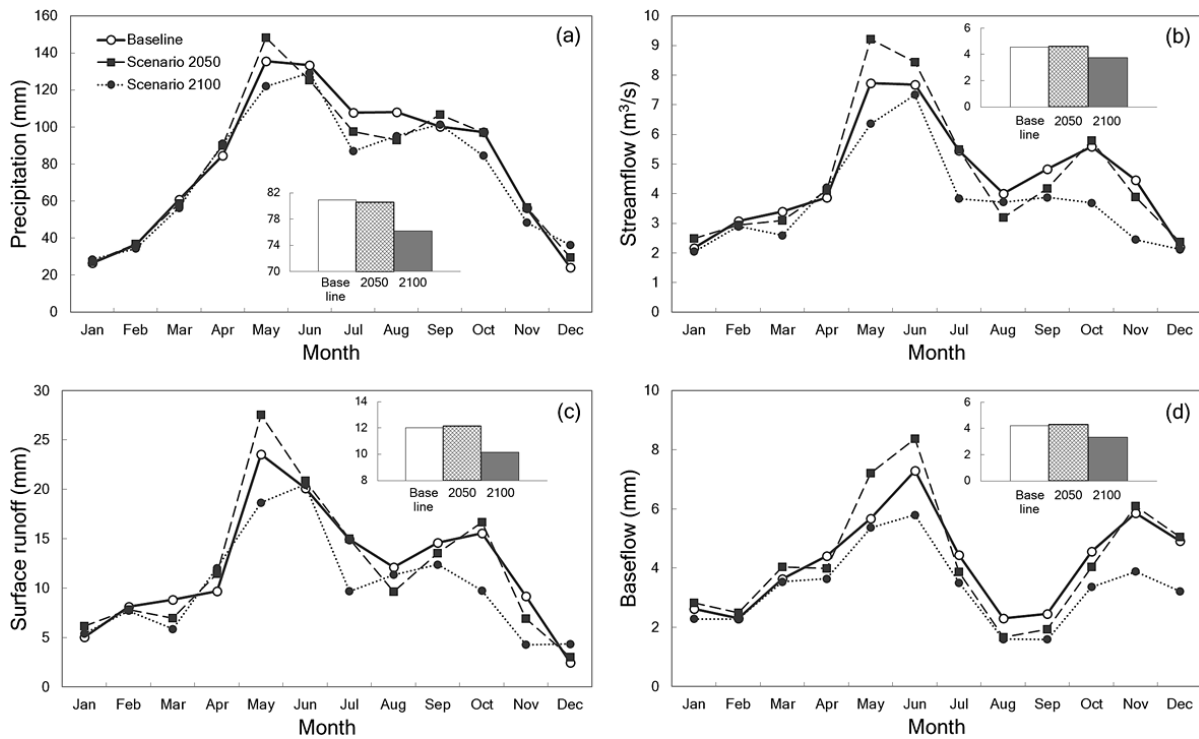 (a)
Precipitation (mm)
160
140
120
100
80
60
40
20
0
Baseline
Scenario 2050
Scenario 2100
82
78
74
70
Base line 2050 2100
Jan Feb Mar Apr May Jun Jul Aug Sep Oct Nov Dec
Month
(b)
Streamflow (m³/s)
10
9
8
7
6
5
4
3
2
1
0
6
4
2
0
Base line 2050 2100
Jan Feb Mar Apr May Jun Jul Aug Sep Oct Nov Dec
Month
(c)
Surface runoff (mm)
30
25
20
15
10
5
0
14
12
10
8
Base line 2050 2100
Jan Feb Mar Apr May Jun Jul Aug Sep Oct Nov Dec
Month
(d)
Baseflow (mm)
10
8
6
4
2
0
6
4
2
0
Base line 2050 2100
Jan Feb Mar Apr May Jun Jul Aug Sep Oct Nov Dec
Month